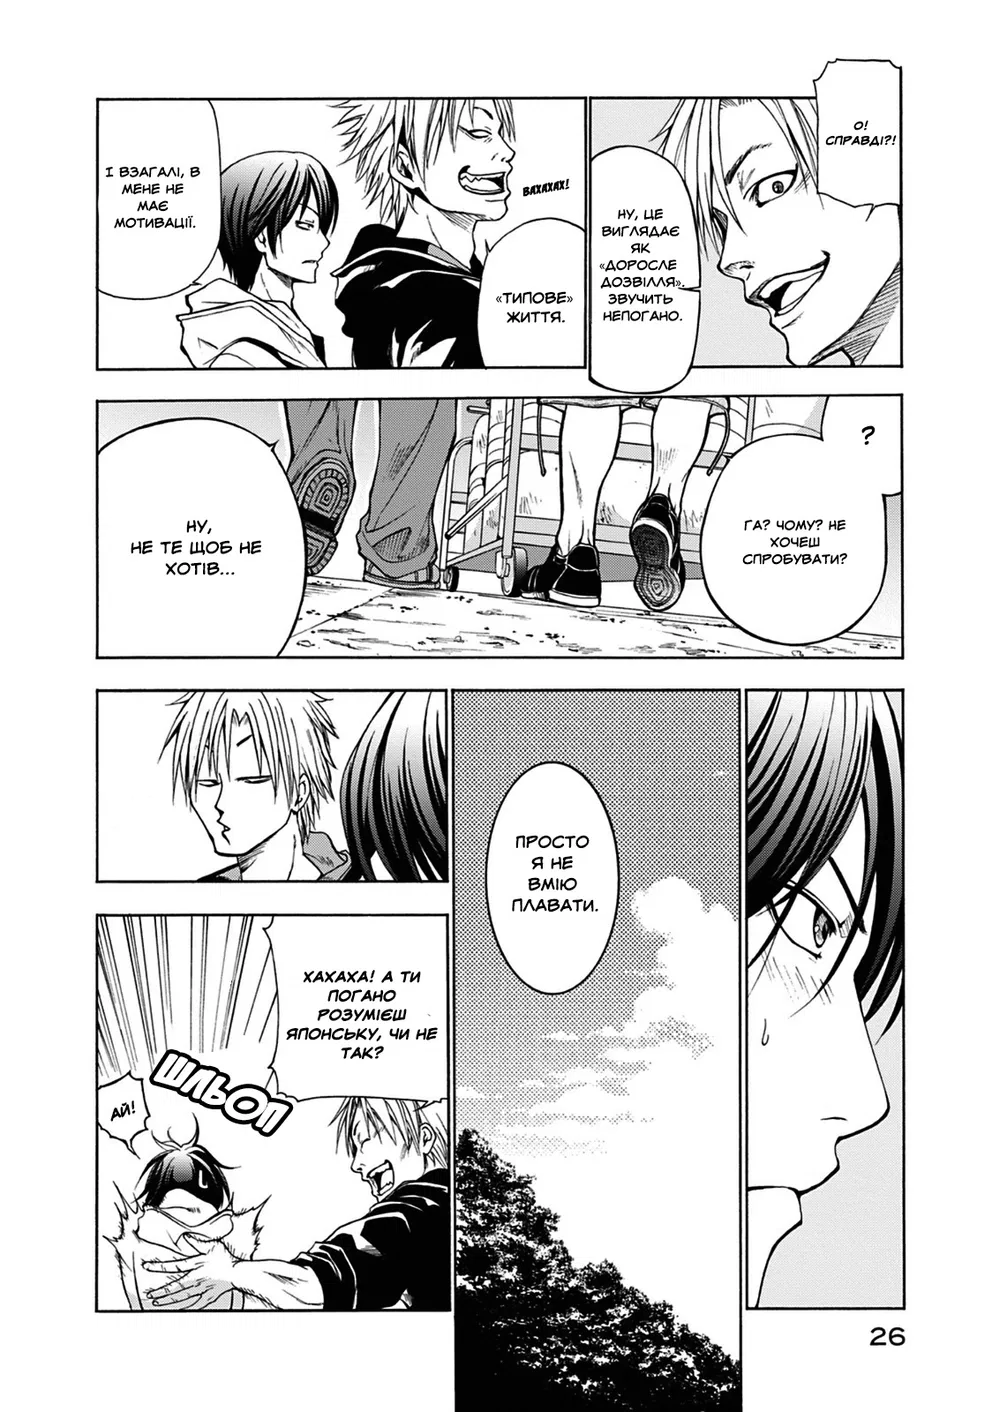 О!
СПРАВДІ?!
НУ, ЦЕ
ВИГЛЯДАЄ
ЯК
«ДОРОСЛЕ
ДОЗВІЛЛЯ».
ЗВУЧИТЬ
НЕПОГАНО.
ВАХАХАХ!
«ТИПОВЕ»
ЖИТТЯ.
І ВЗАГАЛІ, В
МЕНЕ НЕ
МАЄ
МОТИВАЦІЇ.
?
ГА? ЧОМУ? НЕ
ХОЧЕШ
СПРОБУВАТИ?
НУ,
НЕ ТЕ ЩОБ НЕ
ХОТІВ...
ПРОСТО
Я НЕ
ВМІЮ
ПЛАВАТИ.
ХАХАХА! А ТИ
ПОГАНО
РОЗУМІЄШ
ЯПОНСЬКУ, ЧИ НЕ
ТАК?
ШЛЬОП
АЙ!
26